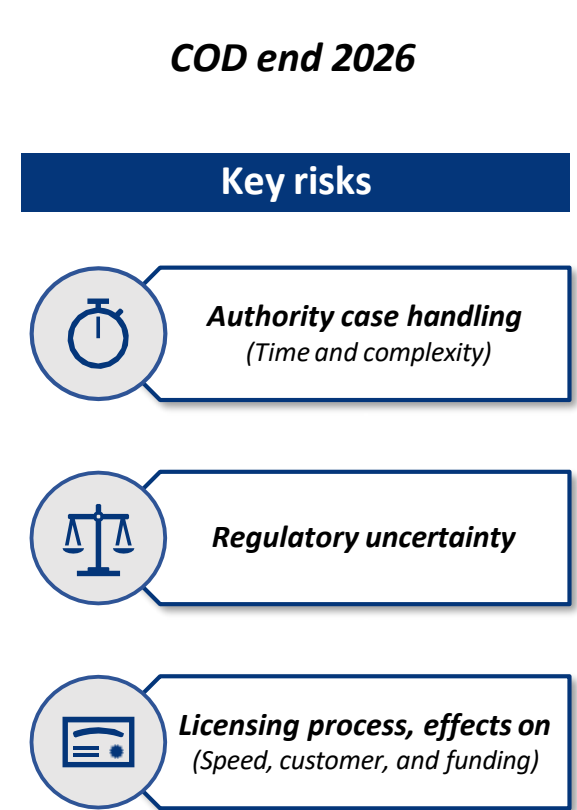 COD end 2026
Key risks
Authority case handling
(Time and complexity)
Regulatory uncertainty
Licensing process, effects on
(Speed, customer, and funding)